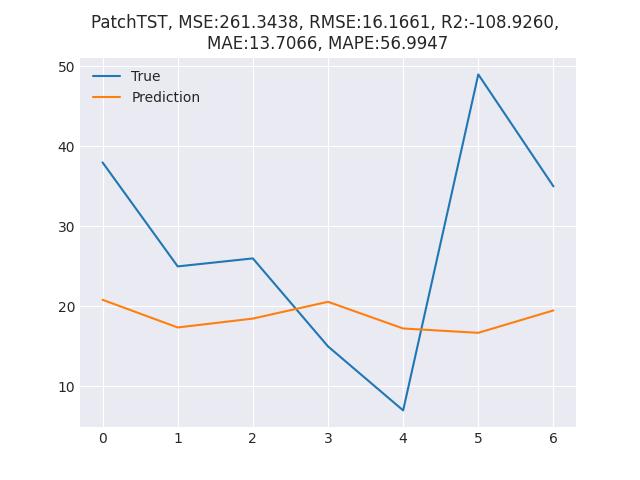 PatchTST, MSE:261.3438, RMSE:16.1661, R2:-108.9260,
MAE:13.7066, MAPE:56.9947
True
Prediction
50
40
30
20
10
0 1 2 3 4 5 6